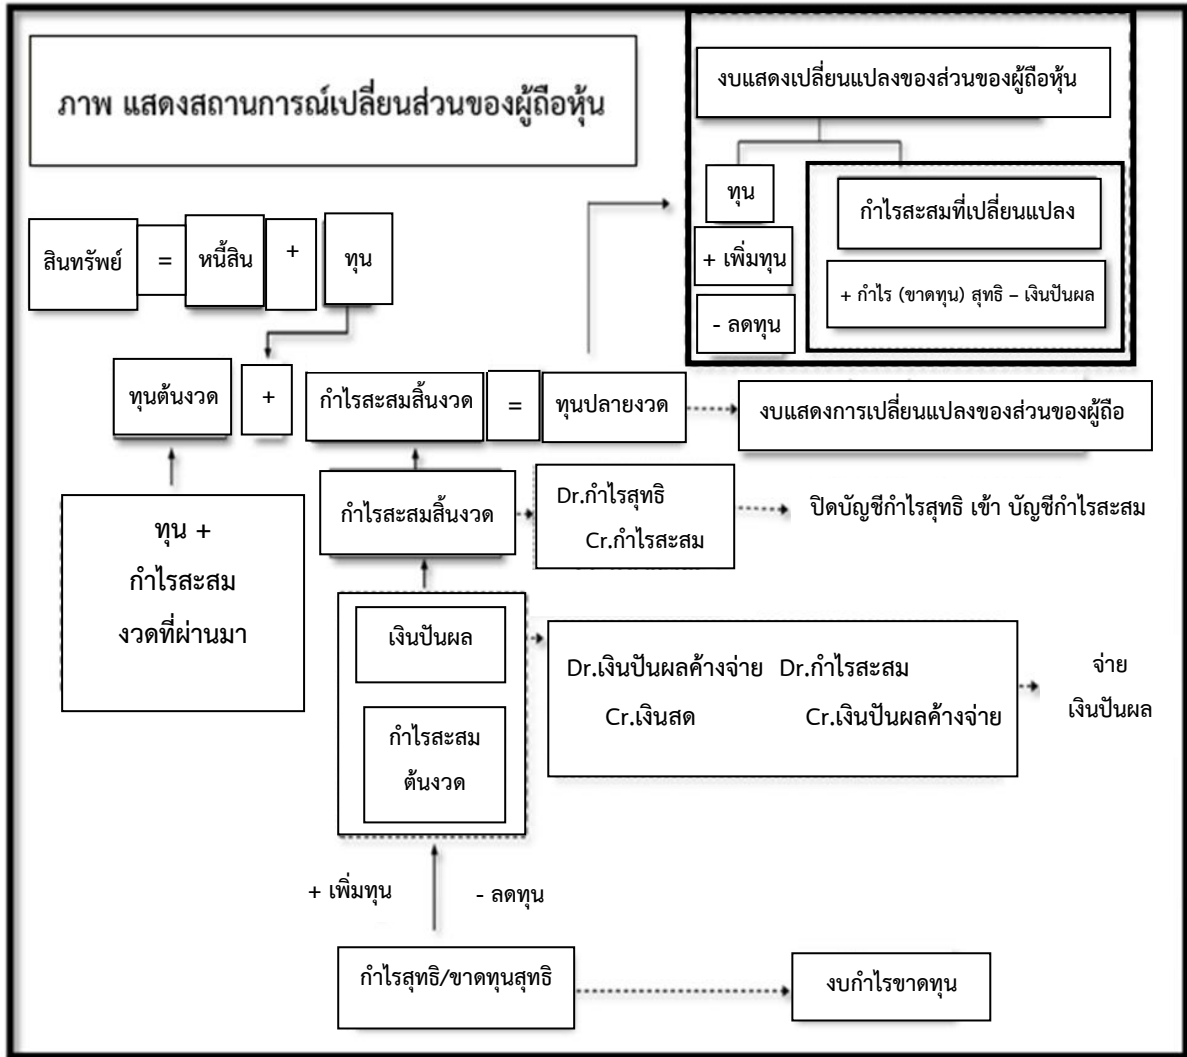 ภาพ แสดงสถานการณ์เปลี่ยนส่วนของผู้ถือหุ้น
งบแสดงเปลี่ยนแปลงของส่วนของผู้ถือหุ้น
ทุน
+ เพิ่มทุน
- ลดทุน
กำไรสะสมที่เปลี่ยนแปลง
+ กำไร (ขาดทุน) สุทธิ – เงินปันผล
สินทรัพย์ = หนี้สิน + ทุน
ทุนต้นงวด + กำไรสะสมสิ้นงวด = ทุนปลายงวด
งบแสดงการเปลี่ยนแปลงของส่วนของผู้ถือ
ทุน +
กำไรสะสม
งวดที่ผ่านมา
กำไรสะสมสิ้นงวด
Dr.กำไรสุทธิ
Cr.กำไรสะสม
ปิดบัญชีกำไรสุทธิ เข้า บัญชีกำไรสะสม
เงินปันผล
กำไรสะสม
ต้นงวด
Dr.เงินปันผลค้างจ่าย Dr.กำไรสะสม
Cr.เงินสด Cr.เงินปันผลค้างจ่าย
จ่าย
เงินปันผล
+ เพิ่มทุน - ลดทุน
กำไรสุทธิ/ขาดทุนสุทธิ
งบกำไรขาดทุน